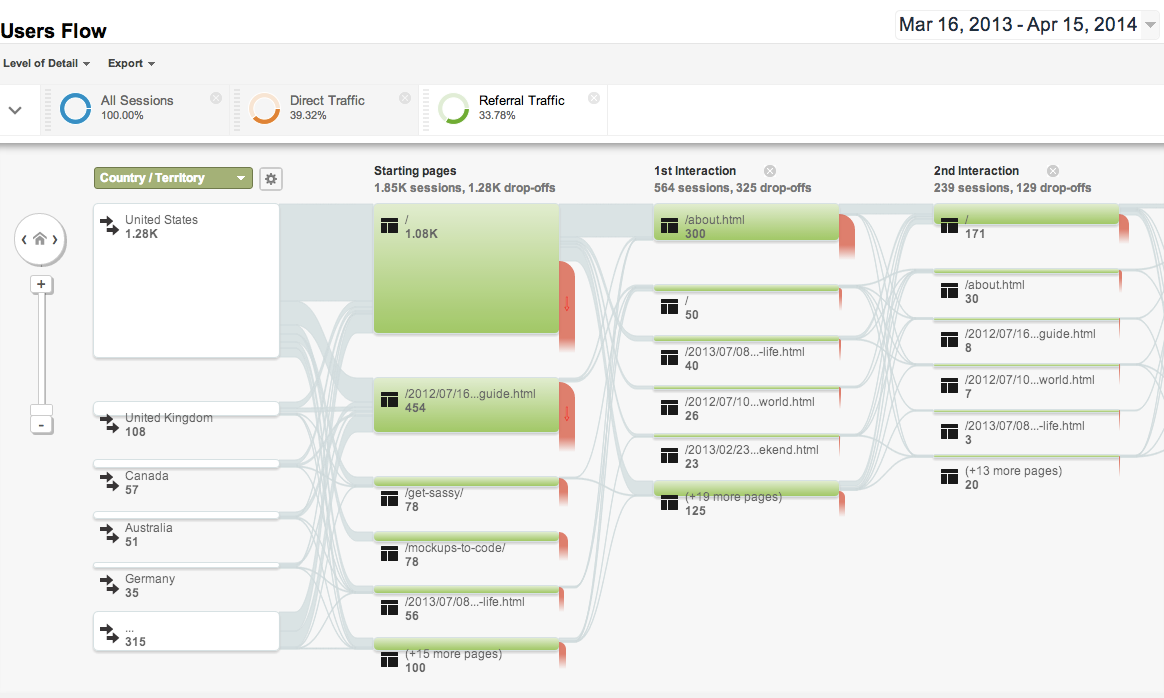 Users Flow
Mar 16, 2013 - Apr 15, 2014
Level of Detail
Export
All Sessions
100.00%
Direct Traffic
39.32%
Referral Traffic
33.78%
Country / Territory
Starting pages
1.85K sessions, 1.28K drop-offs
1st Interaction
564 sessions, 325 drop-offs
2nd Interaction
239 sessions, 129 drop-offs
United States
1.28K
United Kingdom
108
Canada
57
Australia
51
Germany
35
...
315
+
-
/
1.08K
/2012/07/16...guide.html
454
/get-sassy/
78
/mockups-to-code/
78
/2013/07/08...-life.html
56
(+15 more pages)
100
/about.html
300
/
50
/2013/07/08...-life.html
40
/2012/07/10...world.html
26
/2013/02/23...ekend.html
23
(+19 more pages)
125
/
171
/about.html
30
/2012/07/16...guide.html
8
/2012/07/10...world.html
7
/2013/07/08...-life.html
3
(+13 more pages)
20